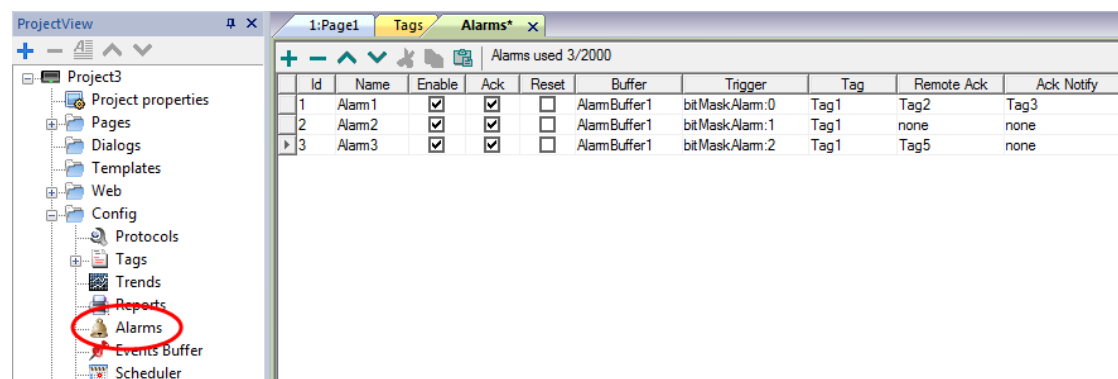 ProjectView
Project3
Project properties
Pages
Dialogs
Templates
Web
Config
Protocols
Tags
Trends
Reports
Alarms
Events Buffer
Scheduler
1:Page1 Tags Alarms*
Alarms used 3/2000
Id Name Enable Ack Reset Buffer Trigger Tag Remote Ack Ack Notify
1 Alarm1 AlarmBuffer1 bitMaskAlarm:0 Tag1 Tag2 Tag3
2 Alarm2 AlarmBuffer1 bitMaskAlarm:1 Tag1 none none
3 Alarm3 AlarmBuffer1 bitMaskAlarm:2 Tag1 Tag5 none